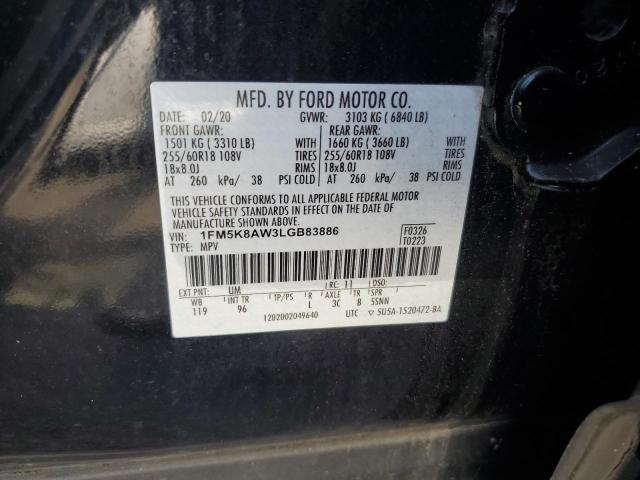 MFD. BY FORD MOTOR CO.
DATE: 02/20 GVWR: 3103 KG ( 6840 LB)
FRONT GAWR: REAR GAWR:
1501 KG ( 3310 LB) WITH 1660 KG ( 3660 LB) WITH
255/60R18 108V TIRES 255/60R18 108V TIRES
18x8.0J RIMS 18x8.0J RIMS
AT 260 kPa/ 38 PSI COLD AT 260 kPa/ 38 PSI COLD
THIS VEHICLE CONFORMS TO ALL APPLICABLE FEDERAL MOTOR
VEHICLE SAFETY AND THEFT PREVENTION STANDARDS IN EFFECT ON THE DATE OF
MANUFACTURE SHOWN ABOVE.
VIN: 1FM5K8AW3LGB83886 F0326
TYPE: MPV T0223
EXT PNT: UM RC: 11 DSO:
WB INT TR TP/PS R AXLE TR SPR
119 96 L 3C B SSNN
1202002049640 UTC ▽ 5U5A-1520472-BA